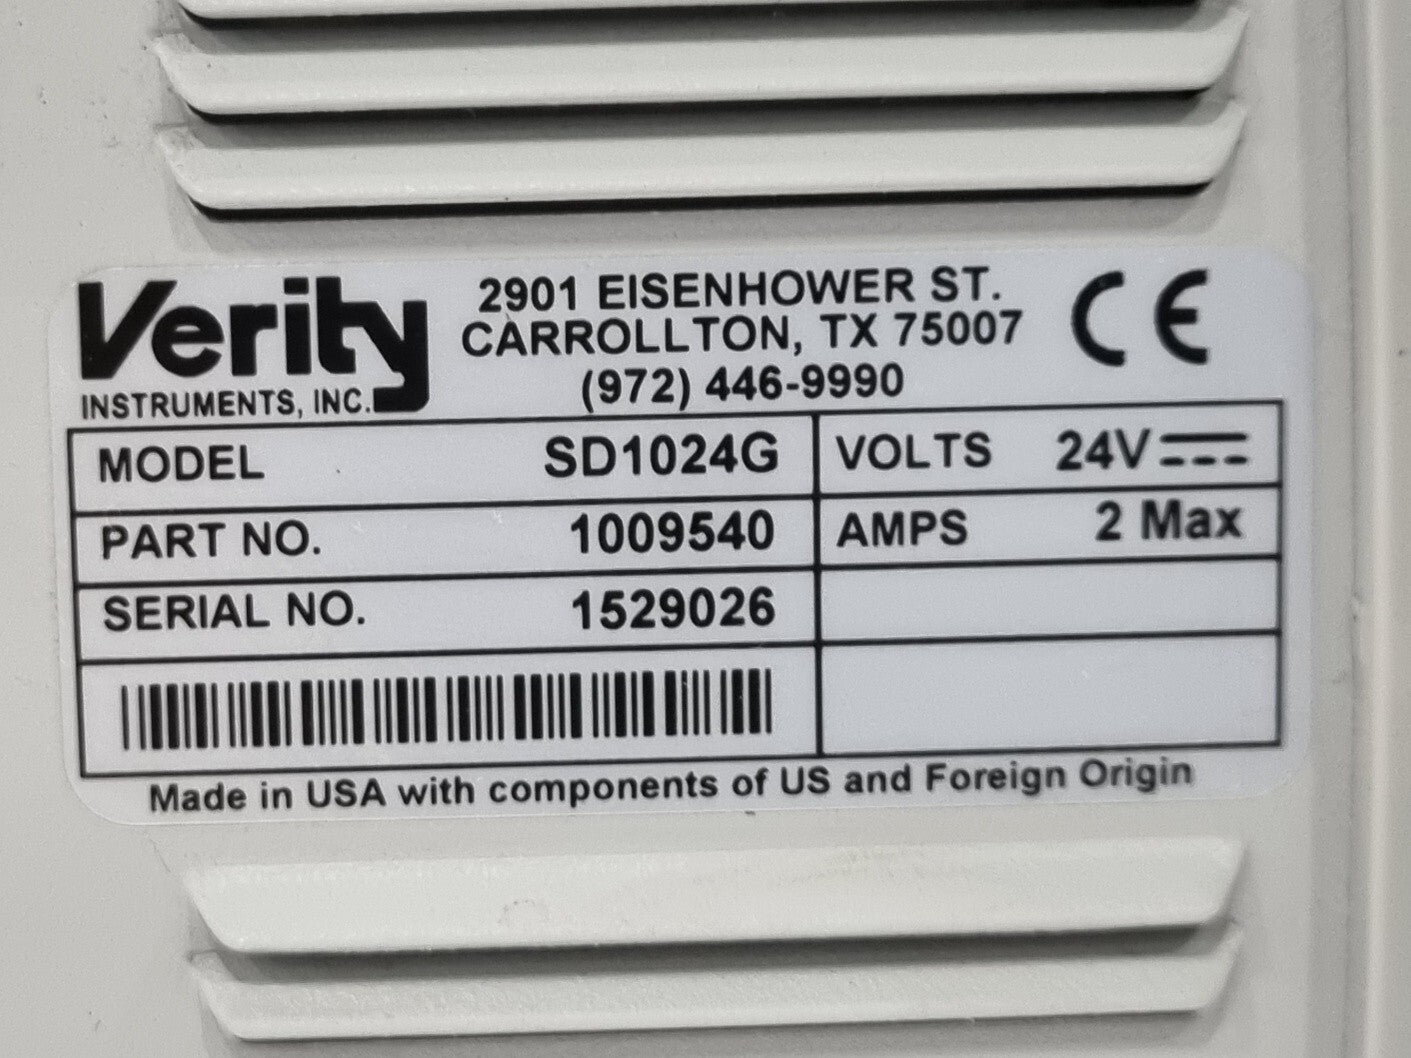 Verity
INSTRUMENTS, INC.
2901 EISENHOWER ST.
CARROLLTON, TX 75007
(972) 446-9990
CE
MODEL SD1024G
VOLTS 24V
PART NO. 1009540
AMPS 2 Max
SERIAL NO. 1529026
Made in USA with components of US and Foreign Origin